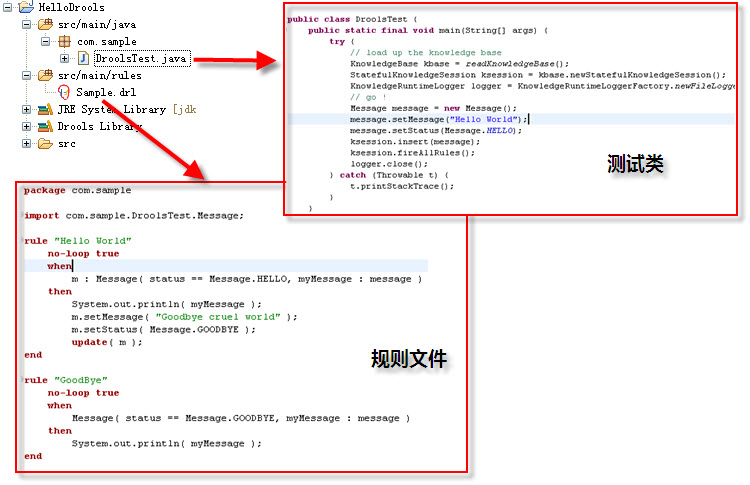 HelloDrools
src/main/java
com.sample
DroolsTest.java
src/main/rules
Sample.drl
JRE System Library [jdk
Drools Library
src
public class DroolsTest {
public static final void main(String[] args) {
try {
// load up the knowledge base
KnowledgeBase kbase = readKnowledgeBase();
StatefulKnowledgeSession ksession = kbase.newStatefulKnowledgeSession();
KnowledgeRuntimeLogger logger = KnowledgeRuntimeLoggerFactory.newFileLogge
// go !
Message message = new Message();
message.setMessage("Hello World");
message.setStatus(Message.HELLO);
ksession.insert(message);
ksession.fireAllRules();
logger.close();
} catch (Throwable t) {
t.printStackTrace();
}
}
测试类
package com.sample
import com.sample.DroolsTest.Message;
rule "Hello World"
no-loop true
when
m : Message( status == Message.HELLO, myMessage : message )
then
System.out.println( myMessage );
m.setMessage( "Goodbye cruel world" );
m.setStatus( Message.GOODBYE );
update( m );
end
rule "GoodBye"
no-loop true
when
Message( status == Message.GOODBYE, myMessage : message )
then
System.out.println( myMessage );
end
规则文件